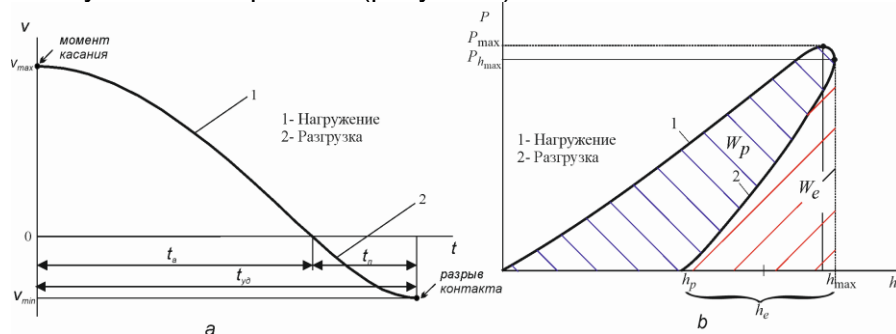 v
момент
касания
v_max
1
1- Нагружение
2- Разгрузка
2
0
t
t_а
t_п
t_уд
v_min
разрыв
контакта
а
P
P_max
P_h_max
1
1- Нагружение
2- Разгрузка
W_p
2
W_e
h_p
h_max
h
h_e
b